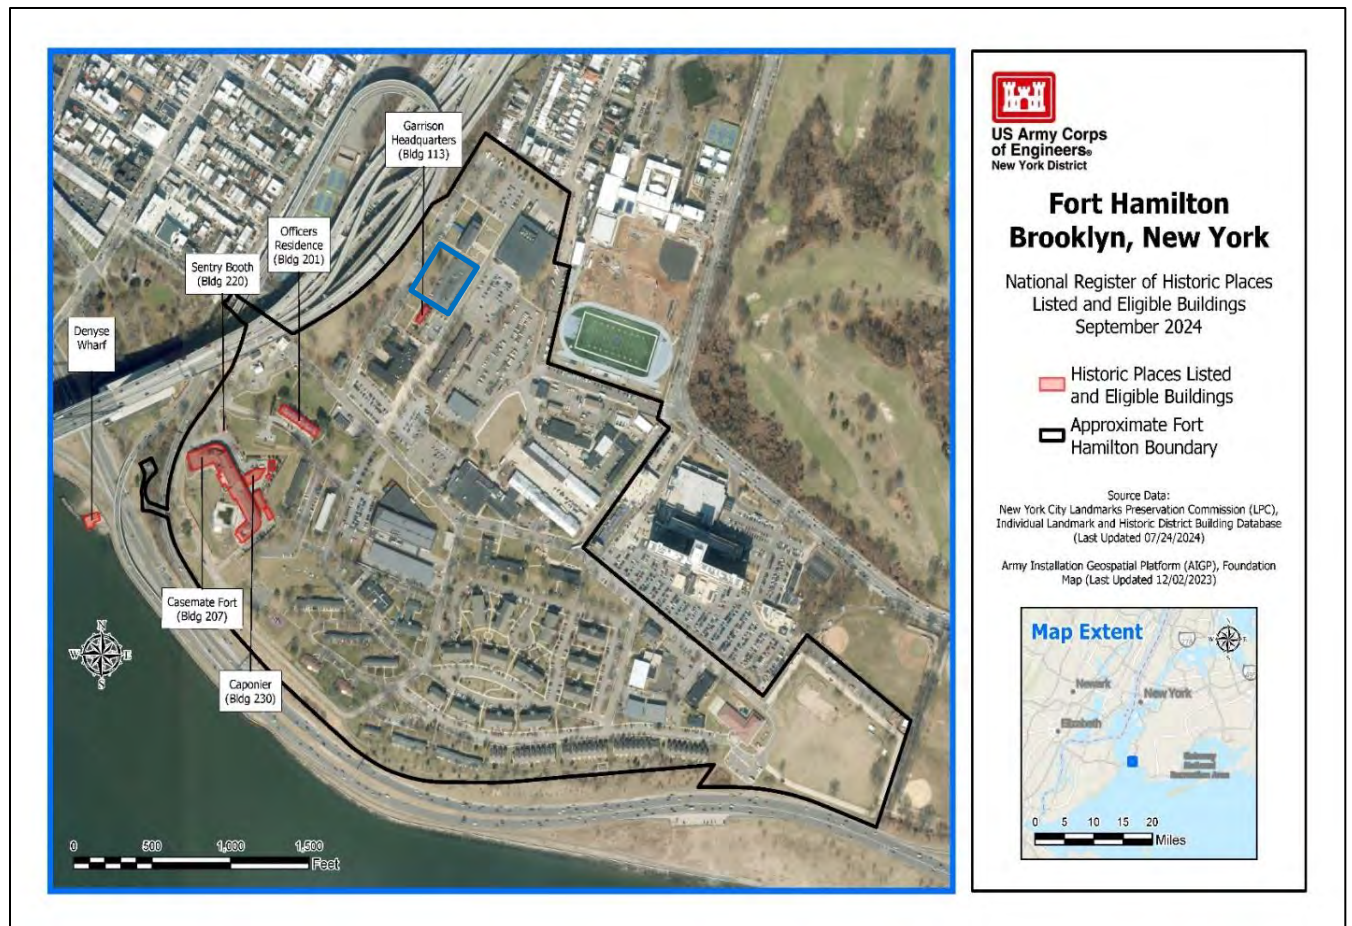 Garrison
Headquarters
(Bldg 113)
Officers
Residence
(Bldg 201)
Sentry Booth
(Bldg 220)
Denyse
Wharf
Casemate Fort
(Bldg 207)
Caponier
(Bldg 230)
N
W E
S
0 500 1,000 1,500
Feet
US Army Corps
of Engineers®
New York District
Fort Hamilton
Brooklyn, New York
National Register of Historic Places
Listed and Eligible Buildings
September 2024
Historic Places Listed
and Eligible Buildings
Approximate Fort
Hamilton Boundary
Source Data:
New York City Landmarks Preservation Commission (LPC),
Individual Landmark and Historic District Building Database
(Last Updated 07/24/2024)
Army Installation Geospatial Platform (AIGP), Foundation
Map (Last Updated 12/02/2023)
Map Extent
N
W E
S
Newark
New York
Elizabeth
Gateway
National
Recreation Area
0 5 10 15 20
Miles